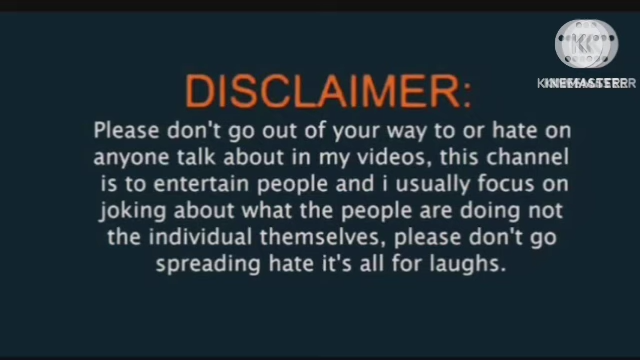 DISCLAIMER:
Please don't go out of your way to or hate on
anyone talk about in my videos, this channel
is to entertain people and i usually focus on
joking about what the people are doing not
the individual themselves, please don't go
spreading hate it's all for laughs.